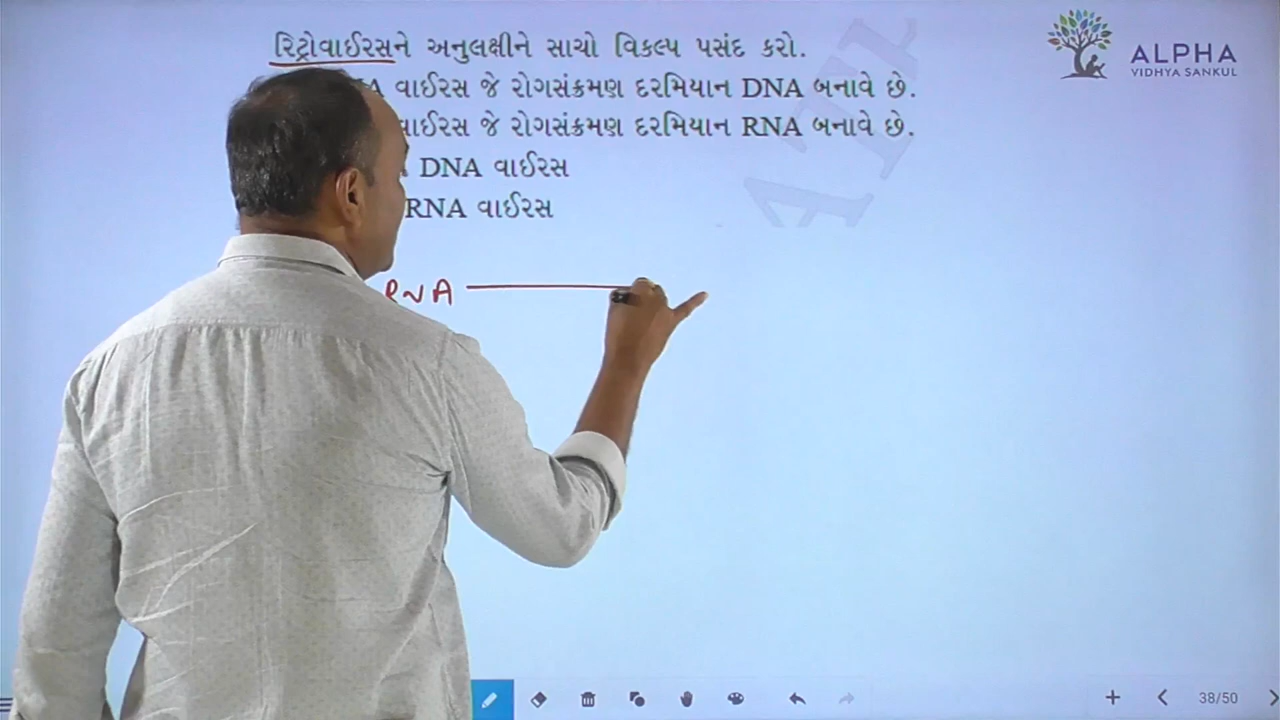 રિટ્રોવાઈરસને અનુલક્ષીને સાચો વિકલ્પ પસંદ કરો.
વાઈરસ જે રોગસંક્રમણ દરમિયાન DNA બનાવે છે.
વાઈરસ જે રોગસંક્રમણ દરમિયાન RNA બનાવે છે.
DNA વાઈરસ
RNA વાઈરસ
RNA
ALPHA
VIDHYA SANKUL
38/50